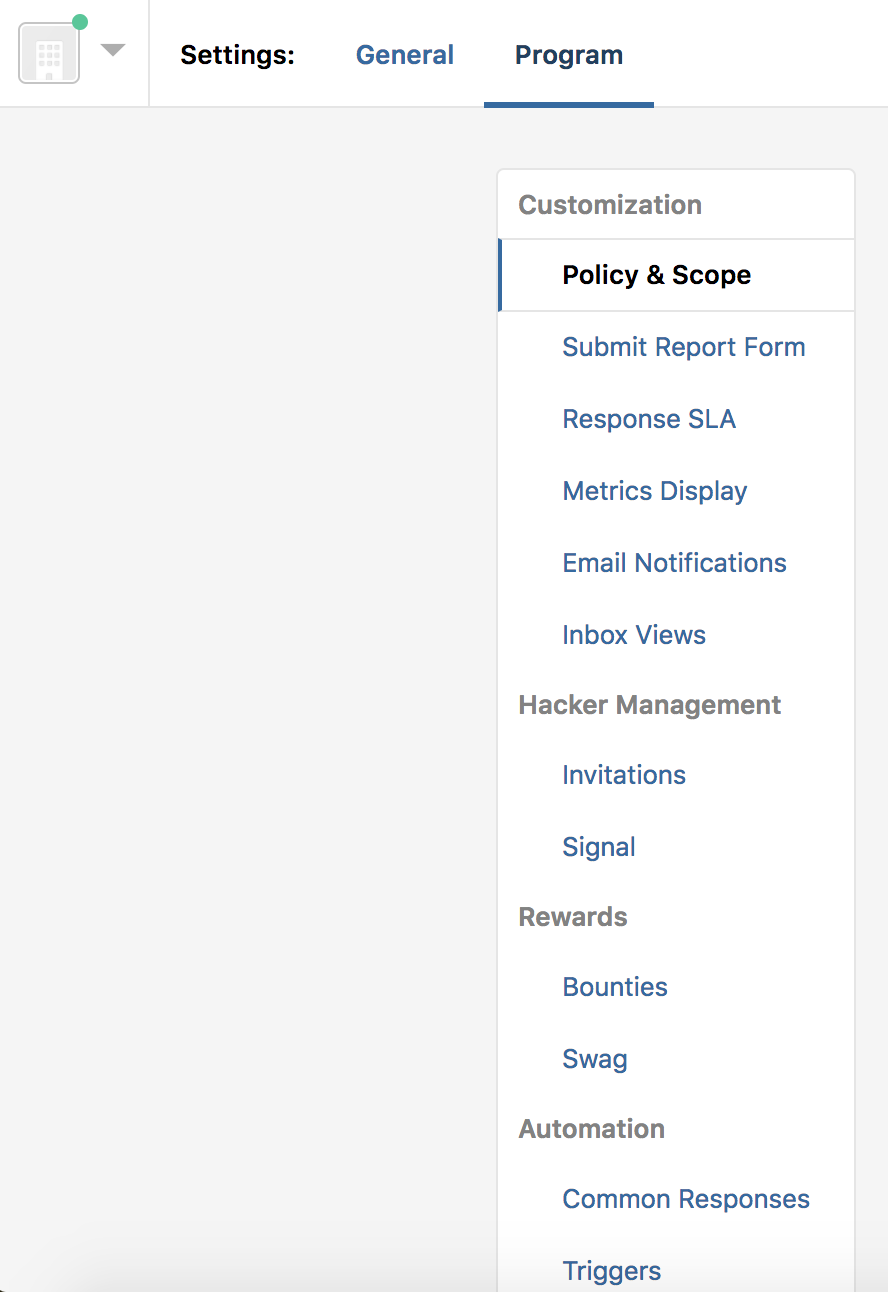 Settings: General Program
Customization
Policy & Scope
Submit Report Form
Response SLA
Metrics Display
Email Notifications
Inbox Views
Hacker Management
Invitations
Signal
Rewards
Bounties
Swag
Automation
Common Responses
Triggers